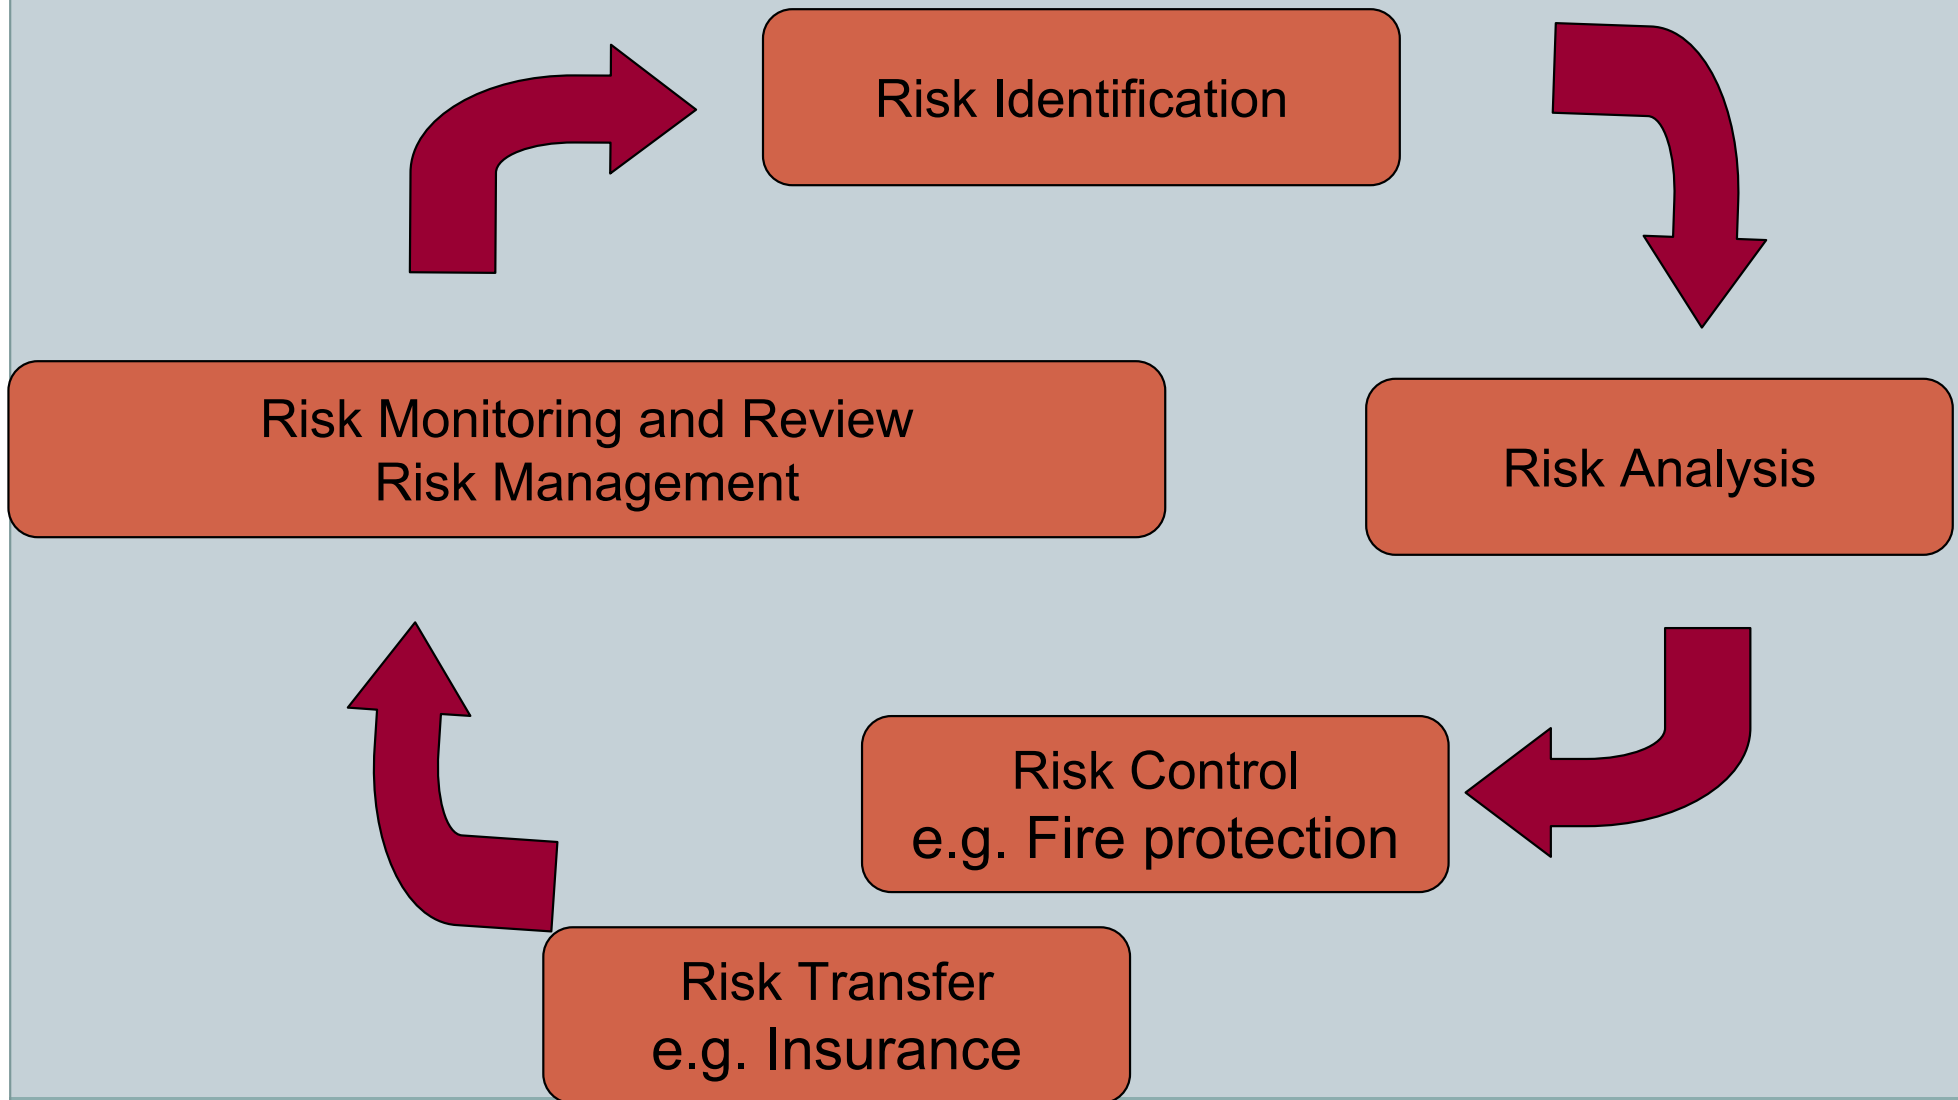 Risk Identification
Risk Monitoring and Review
Risk Management
Risk Analysis
Risk Control
e.g. Fire protection
Risk Transfer
e.g. Insurance